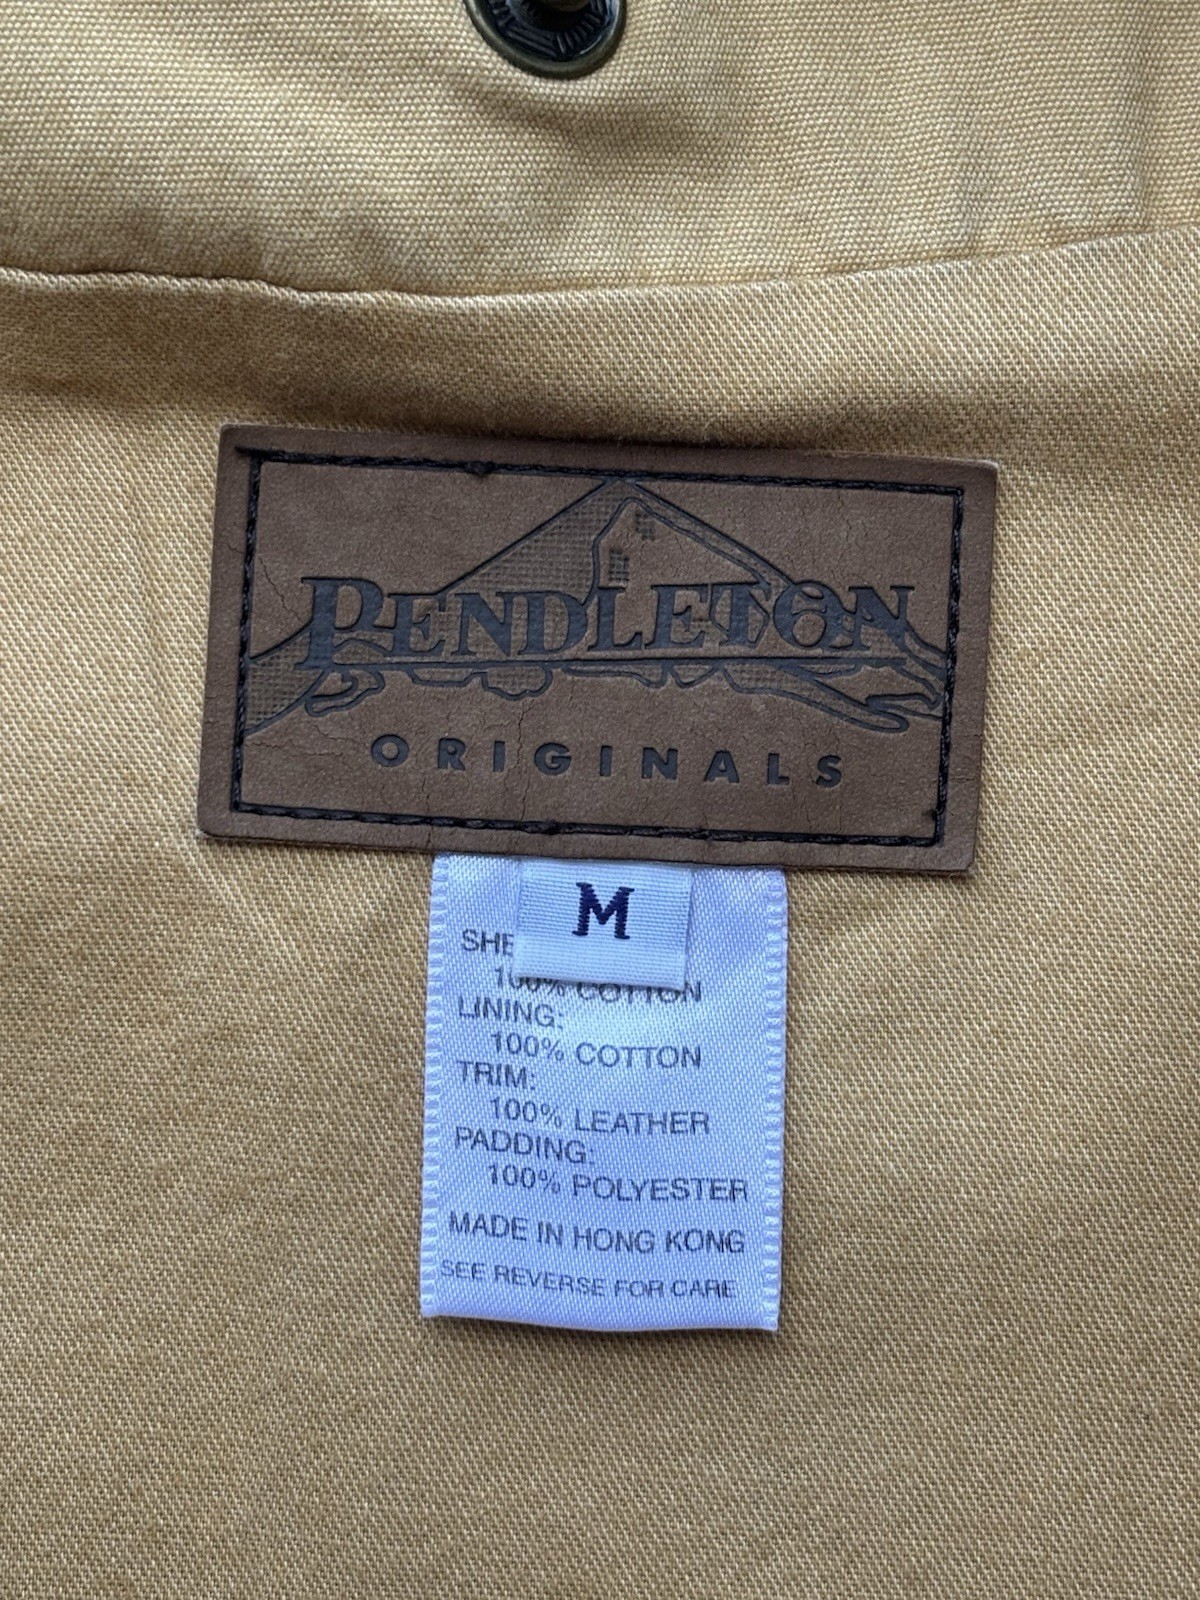 PENDLETON
ORIGINALS
M
100% COTTON
LINING:
100% COTTON
TRIM:
100% LEATHER
PADDING:
100% POLYESTER
MADE IN HONG KONG
SEE REVERSE FOR CARE